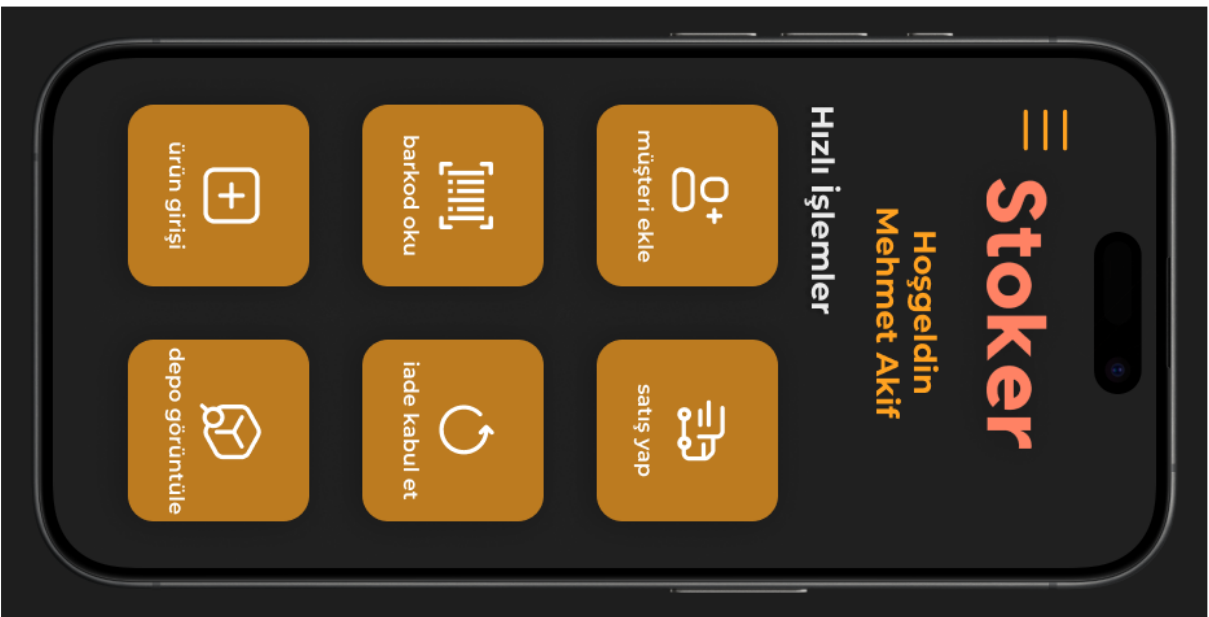 Stoker
Hoşgeldin
Mehmet Akif
Hızlı İşlemler
müşteri ekle
satış yap
barkod oku
iade kabul et
ürün girişi
depo görüntüle